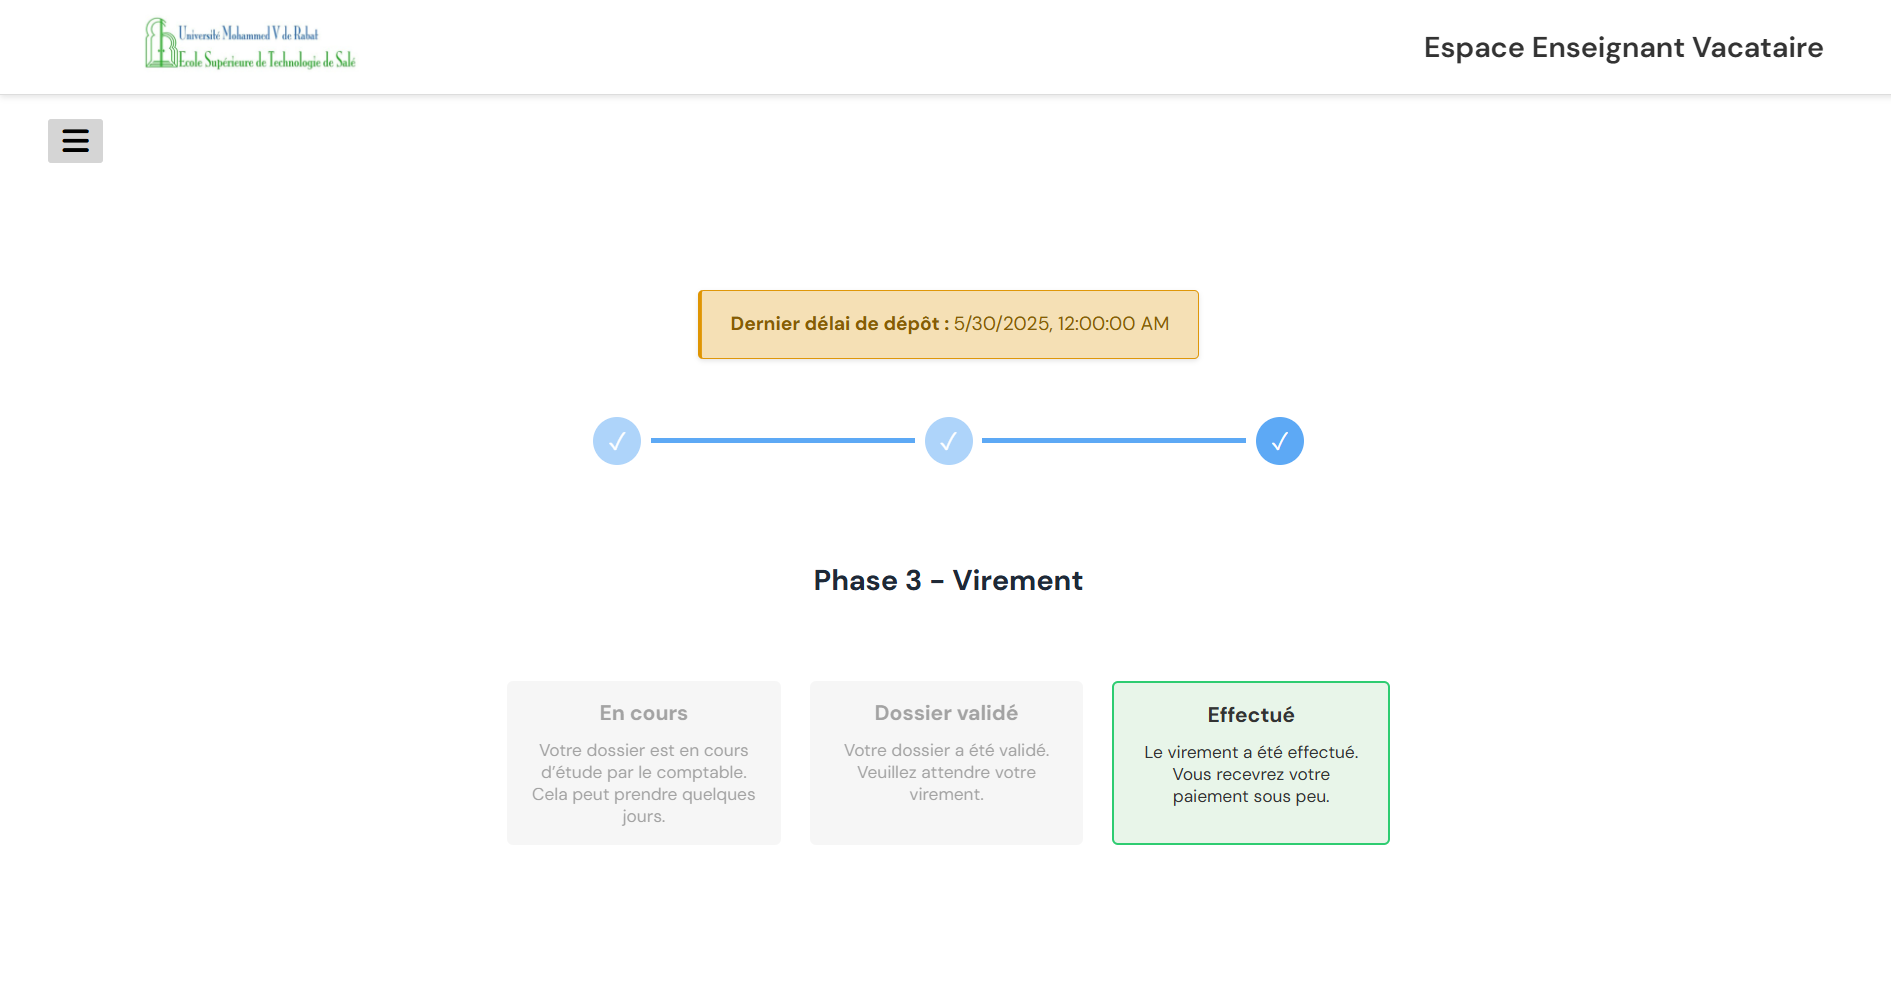 Université Mohammed V de Rabat
Ecole Supérieure de Technologie de Salé
Espace Enseignant Vacataire
Dernier délai de dépôt : 5/30/2025, 12:00:00 AM
Phase 3 - Virement
En cours
Votre dossier est en cours
d’étude par le comptable.
Cela peut prendre quelques
jours.
Dossier validé
Votre dossier a été validé.
Veuillez attendre votre
virement.
Effectué
Le virement a été effectué.
Vous recevrez votre
paiement sous peu.